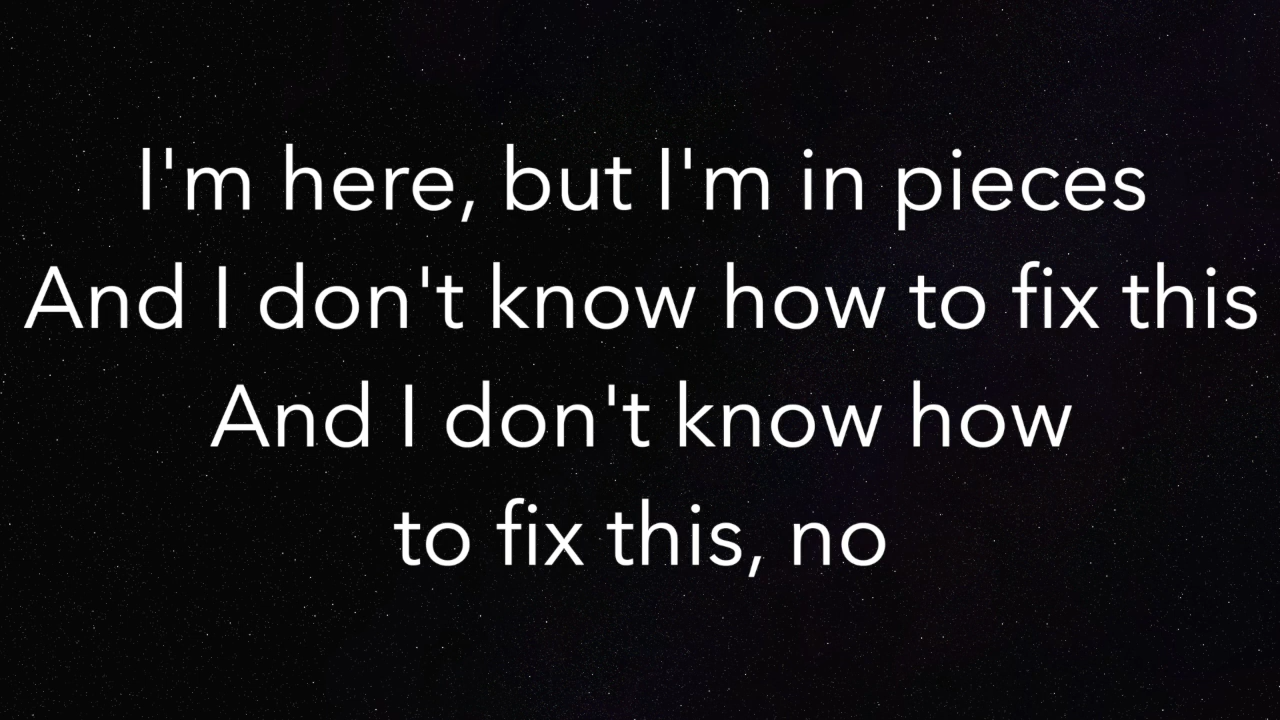 I'm here, but I'm in pieces
And I don't know how to fix this
And I don't know how
to fix this, no